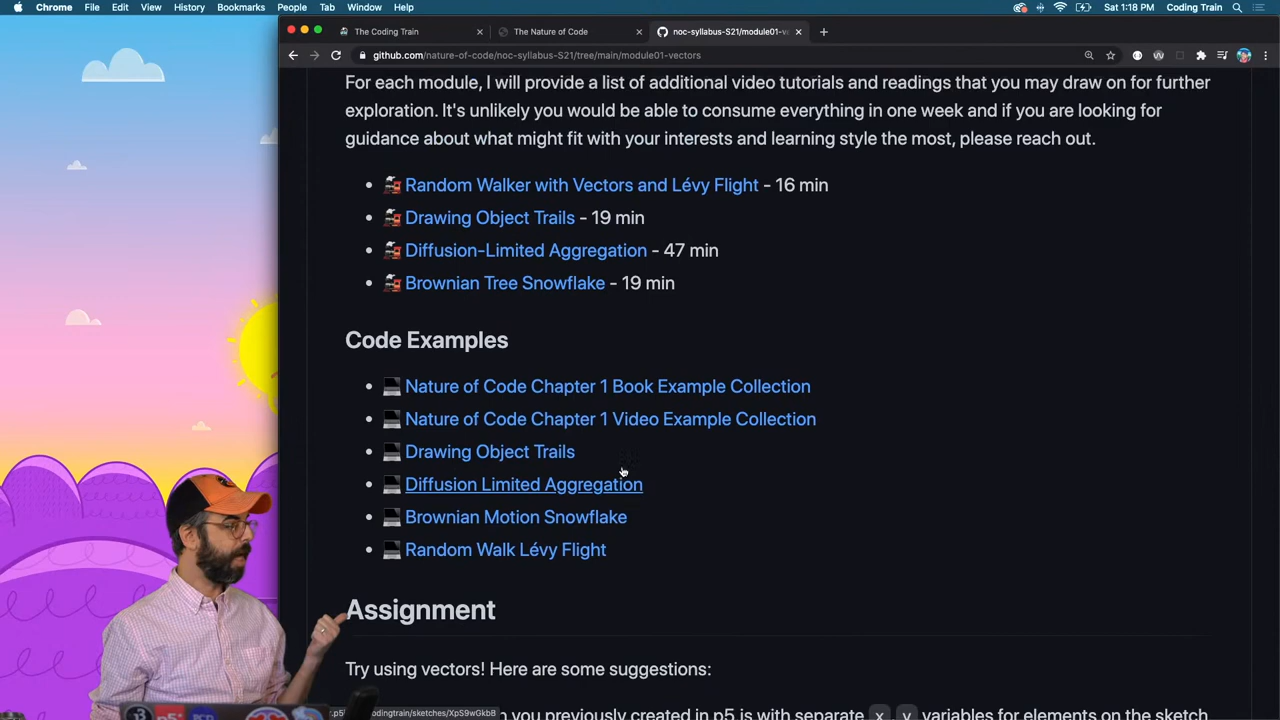 Chrome File Edit View History Bookmarks People Tab Window Help Sat 1:18 PM Coding Train
The Coding Train The Nature of Code noc-syllabus-S21/module01-v
github.com/nature-of-code/noc-syllabus-S21/tree/main/module01-vectors
For each module, I will provide a list of additional video tutorials and readings that you may draw on for further
exploration. It's unlikely you would be able to consume everything in one week and if you are looking for
guidance about what might fit with your interests and learning style the most, please reach out.
Random Walker with Vectors and Lévy Flight - 16 min
Drawing Object Trails - 19 min
Diffusion-Limited Aggregation - 47 min
Brownian Tree Snowflake - 19 min
Code Examples
Nature of Code Chapter 1 Book Example Collection
Nature of Code Chapter 1 Video Example Collection
Drawing Object Trails
Diffusion Limited Aggregation
Brownian Motion Snowflake
Random Walk Lévy Flight
Assignment
Try using vectors! Here are some suggestions:
you previously created in p5 is with separate x, y variables for elements on the sketch